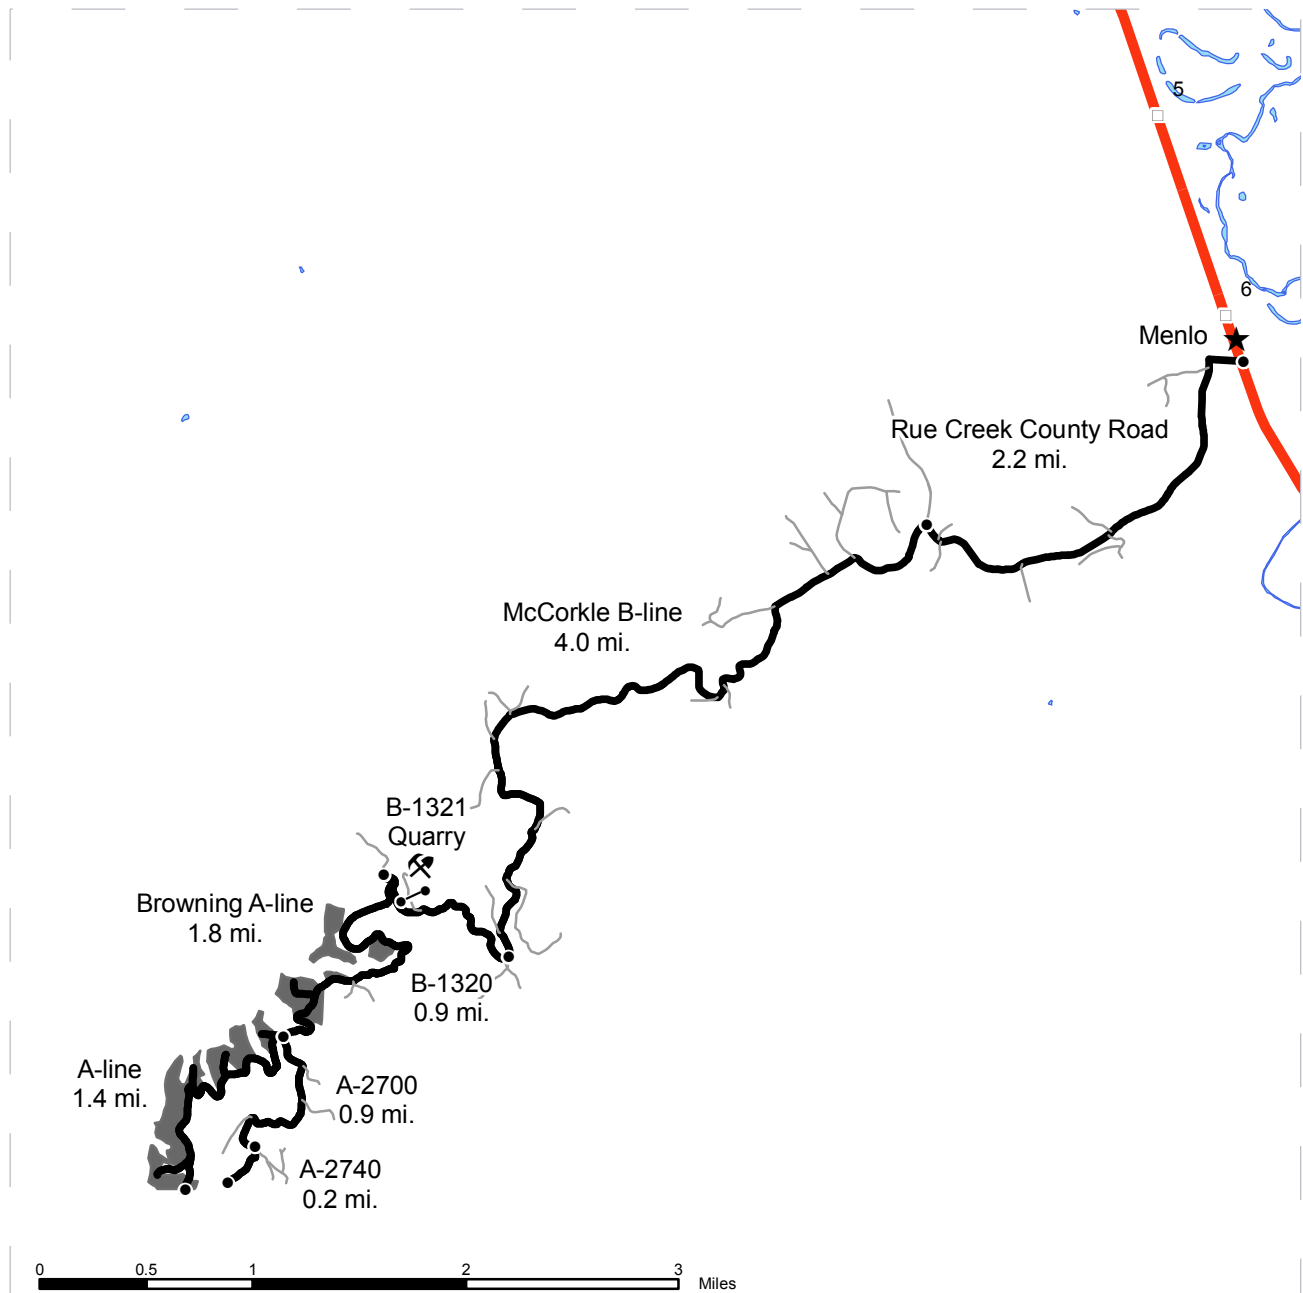 5
6
Menlo
Rue Creek County Road
2.2 mi.
McCorkle B-line
4.0 mi.
B-1321
Quarry
Browning A-line
1.8 mi.
B-1320
0.9 mi.
A-line
1.4 mi.
A-2700
0.9 mi.
A-2740
0.2 mi.
0 0.5 1 2 3
Miles